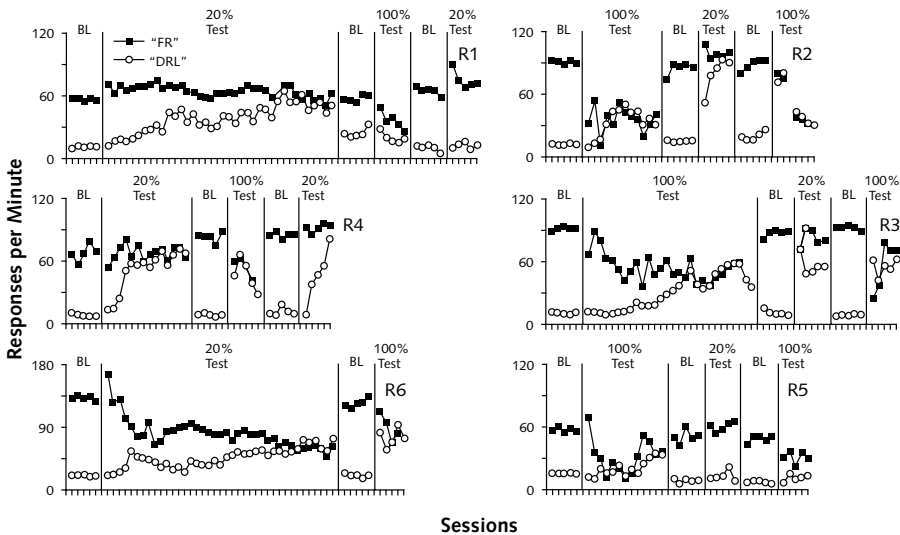 Responses per Minute
120
60
0
BL
20%
Test
BL
100%
Test
BL
20%
Test
"FR"
"DRL"
R1
120
60
0
BL
100%
Test
BL
20%
Test
BL
100%
Test
R2
120
60
0
BL
20%
Test
BL
100%
Test
BL
20%
Test
R4
120
60
0
BL
100%
Test
BL
20%
Test
BL
100%
Test
R3
180
90
0
BL
20%
Test
BL
100%
Test
R6
120
60
0
BL
100%
Test
BL
20%
Test
BL
100%
Test
R5
Sessions